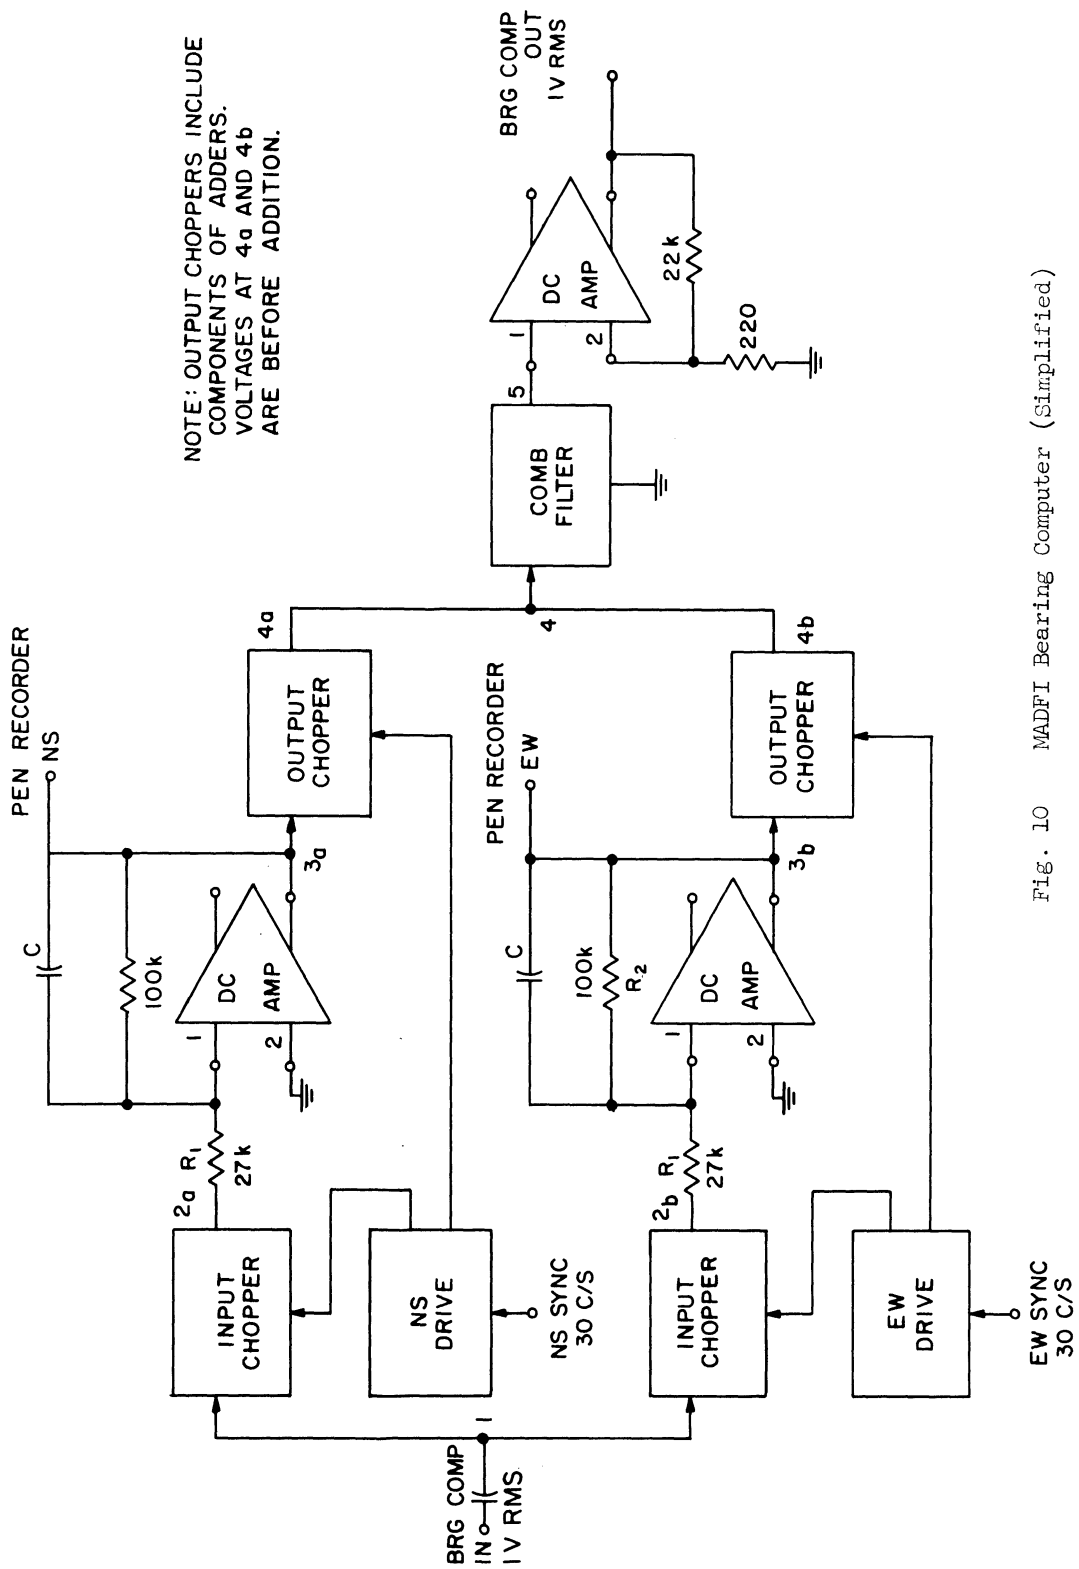 NOTE: OUTPUT CHOPPERS INCLUDE
COMPONENTS OF ADDERS.
VOLTAGES AT 4a AND 4b
ARE BEFORE ADDITION.
PEN RECORDER
NS
C
100k
R1
27k
2a
1
2
DC
AMP
3a
INPUT
CHOPPER
OUTPUT
CHOPPER
4a
NS
DRIVE
NS SYNC
30 C/S
BRG COMP
IN
1V RMS
1
PEN RECORDER
EW
C
100k
R2
R1
27k
2b
1
2
DC
AMP
3b
INPUT
CHOPPER
OUTPUT
CHOPPER
4b
EW
DRIVE
EW SYNC
30 C/S
4
COMB
FILTER
5
1
2
DC
AMP
22k
220
BRG COMP
OUT
1V RMS
Fig. 10 MADFI Bearing Computer (Simplified)